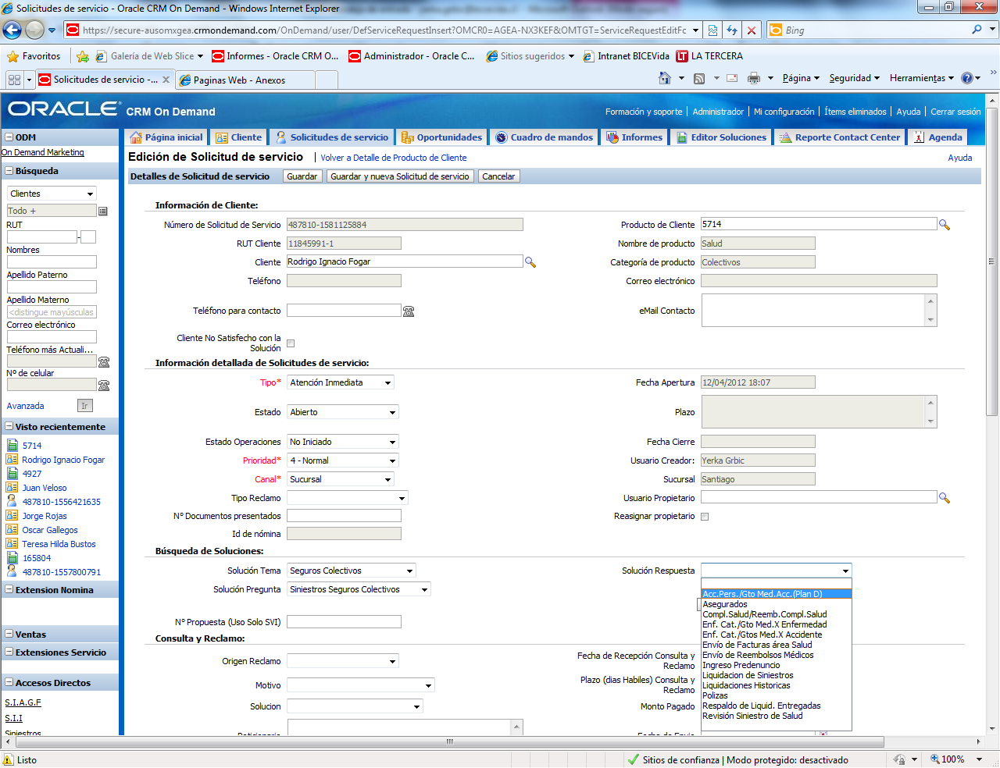 Solicitudes de servicio - Oracle CRM On Demand - Windows Internet Explorer
https://secure-ausomxgea.crmondemand.com/OnDemand/user/DefServiceRequestInsert?OMCR0=AGEA-NX3KEF&OMTGT=ServiceRequestEditFo
Bing
Favoritos
Galería de Web Slice
Informes - Oracle CRM O...
Administrador - Oracle C...
Sitios sugeridos
Intranet BICEVida
LT LA TERCERA
Solicitudes de servicio -...
Paginas Web - Anexos
Página
Seguridad
Herramientas
ORACLE CRM On Demand
Formación y soporte | Administrador | Mi configuración | Ítems eliminados | Ayuda | Cerrar sesión
ODM
On Demand Marketing
Búsqueda
Clientes
Todo +
RUT
-
Nombres
Apellido Paterno
Apellido Materno
<distingue mayúsculas
Correo electrónico
Teléfono más Actuali...
Nº de celular
Avanzada
Ir
Visto recientemente
5714
Rodrigo Ignacio Fogar
4927
Juan Veloso
487810-1556421635
Jorge Rojas
Oscar Gallegos
Teresa Hilda Bustos
165804
487810-1557800791
Extension Nomina
Ventas
Extensiones Servicio
Accesos Directos
S.I.A.G.F
S.I.I
Siniestros
Página inicial
Cliente
Solicitudes de servicio
Oportunidades
Cuadro de mandos
Informes
Editor Soluciones
Reporte Contact Center
Agenda
Edición de Solicitud de servicio | Volver a Detalle de Producto de Cliente
Ayuda
Detalles de Solicitud de servicio
Guardar
Guardar y nueva Solicitud de servicio
Cancelar
Información de Cliente:
Número de Solicitud de Servicio 487810-1581125884
Producto de Cliente 5714
RUT Cliente 11845991-1
Nombre de producto Salud
Cliente Rodrigo Ignacio Fogar
Categoría de producto Colectivos
Teléfono
Correo electrónico
Teléfono para contacto
eMail Contacto
Cliente No Satisfecho con la
Solución
Información detallada de Solicitudes de servicio:
Tipo* Atención Inmediata
Fecha Apertura 12/04/2012 18:07
Estado Abierto
Plazo
Estado Operaciones No Iniciado
Fecha Cierre
Prioridad* 4 - Normal
Usuario Creador: Yerka Grbic
Canal* Sucursal
Sucursal Santiago
Tipo Reclamo
Usuario Propietario
Nº Documentos presentados
Reasignar propietario
Id de nómina
Búsqueda de Soluciones:
Solución Tema Seguros Colectivos
Solución Respuesta
Solución Pregunta Siniestros Seguros Colectivos
Acc.Pers./Gto Med.Acc.(Plan D)
Asegurados
Compl.Salud/Reemb.Compl.Salud
Enf. Cat./Gto Med.X Enfermedad
Enf. Cat./Gtos Med.X Accidente
Envío de Facturas área Salud
Envío de Reembolsos Médicos
Ingreso Predenuncio
Liquidacion de Siniestros
Liquidaciones Historicas
Polizas
Respaldo de Liquid. Entregadas
Revisión Siniestro de Salud
Nº Propuesta (Uso Solo SVI)
Consulta y Reclamo:
Origen Reclamo
Fecha de Recepción Consulta y
Reclamo
Motivo
Plazo (dias Habiles) Consulta y
Reclamo
Solucion
Monto Pagado
Peticionario
Fecha de Envio
Listo
Sitios de confianza | Modo protegido: desactivado
100%